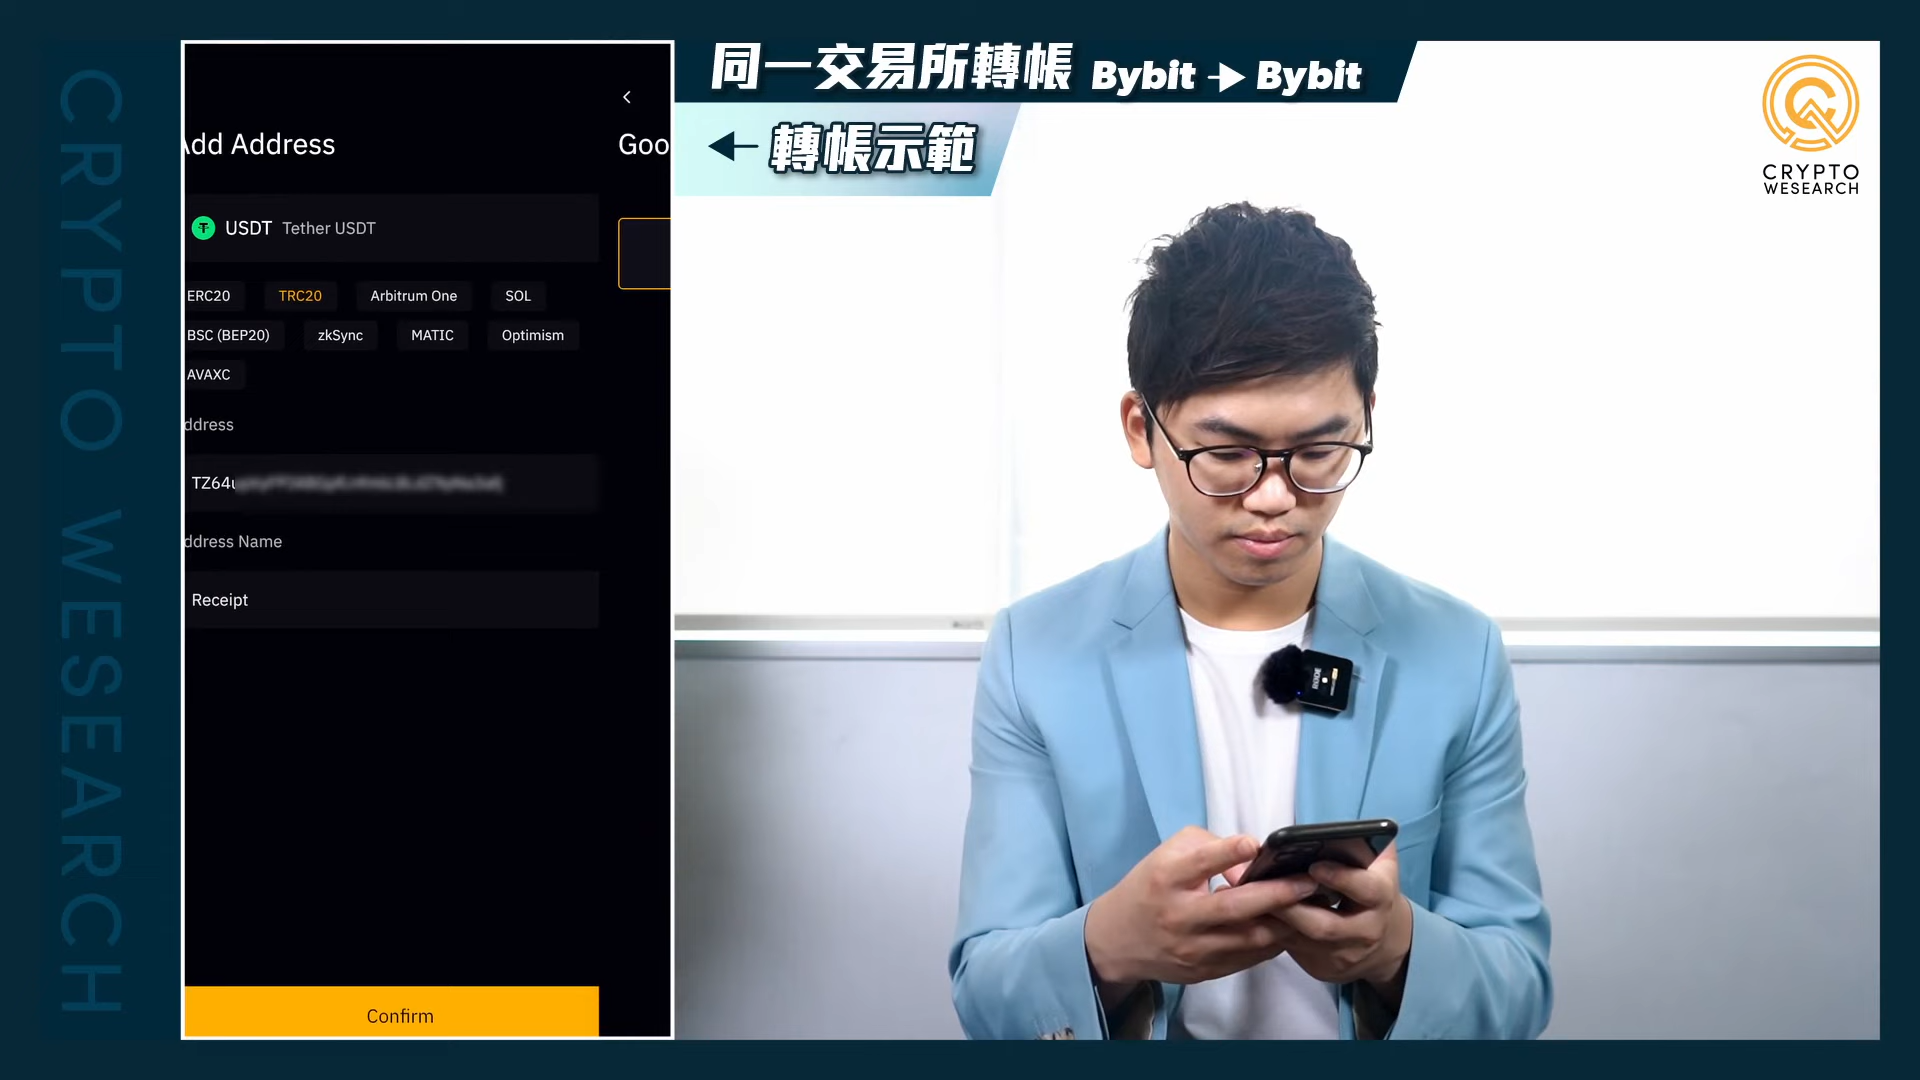 CRYPTO WESEARCH
Add Address
USDT Tether USDT
ERC20 TRC20 Arbitrum One SOL
BSC (BEP20) zkSync MATIC Optimism
AVAXC
ddress
TZ64
ddress Name
Receipt
Confirm
Goo
同一交易所轉帳 Bybit → Bybit
← 轉帳示範
CRYPTO
WESEARCH
RØDE